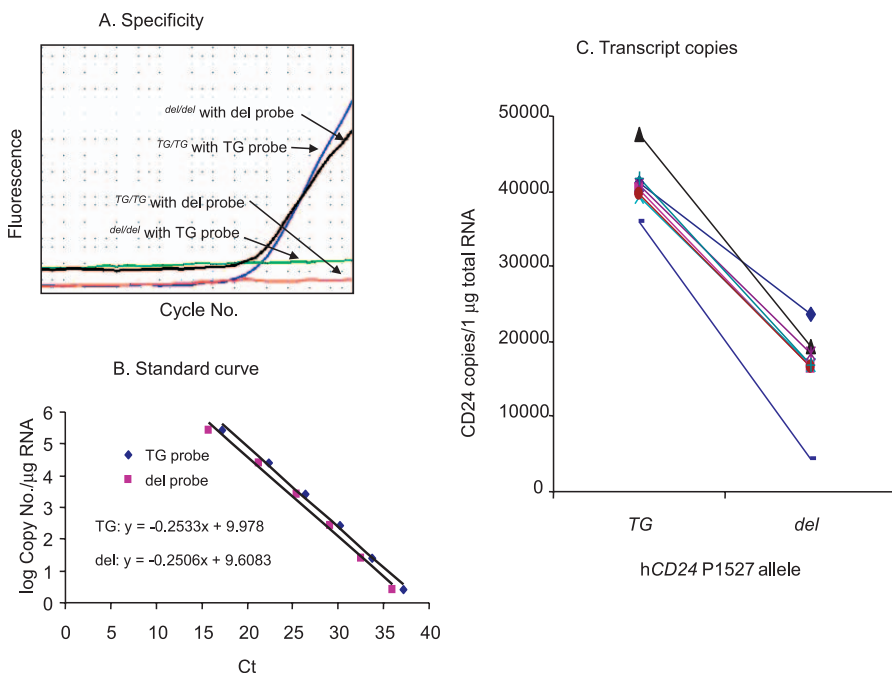 A. Specificity
Fluorescence
del/del with del probe
TG/TG with TG probe
TG/TG with del probe
del/del with TG probe
Cycle No.
B. Standard curve
log Copy No./μg RNA
6
5
4
3
2
1
0
TG probe
del probe
TG: y = -0.2533x + 9.978
del: y = -0.2506x + 9.6083
0 5 10 15 20 25 30 35 40
Ct
C. Transcript copies
CD24 copies/1 μg total RNA
50000
40000
30000
20000
10000
0
TG del
hCD24 P1527 allele